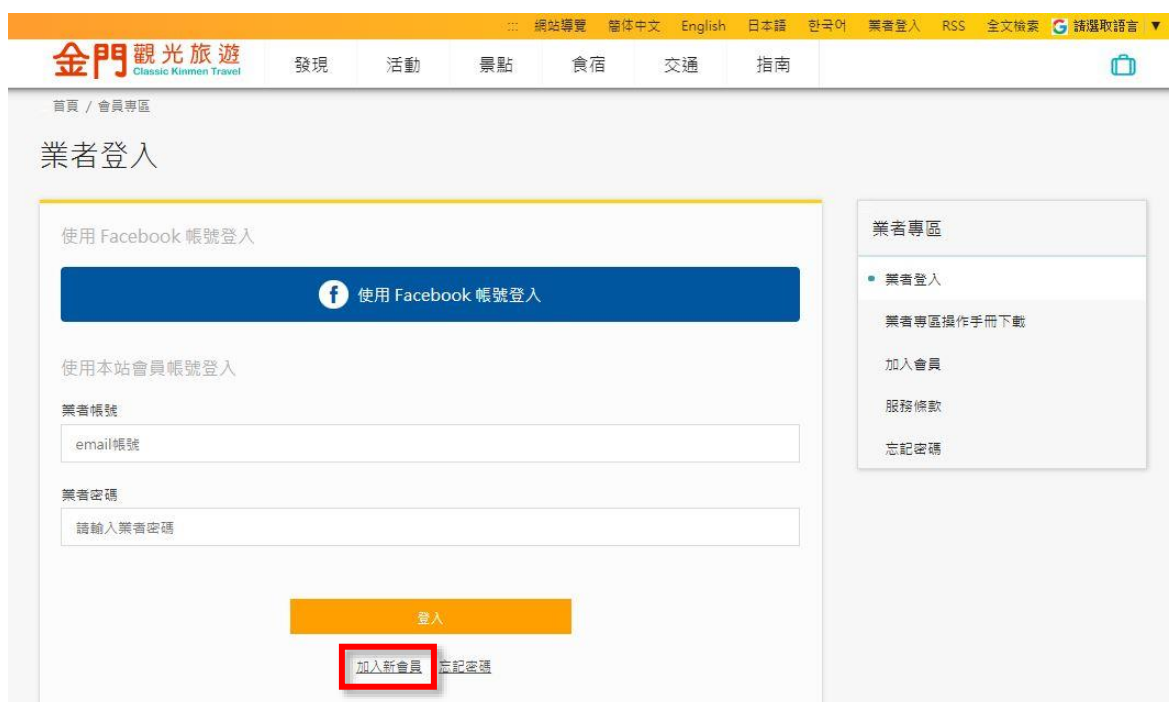 ::: 網站導覽 簡体中文 English 日本語 한국어 業者登入 RSS 全文檢索 G 請選取語言 ▼
金門 觀光旅遊 Classic Kinmen Travel 發現 活動 景點 食宿 交通 指南
首頁 / 會員專區
業者登入
使用 Facebook 帳號登入
f 使用 Facebook 帳號登入
使用本站會員帳號登入
業者帳號
email帳號
業者密碼
請輸入業者密碼
登入
加入新會員 忘記密碼
業者專區
• 業者登入
業者專區操作手冊下載
加入會員
服務條款
忘記密碼